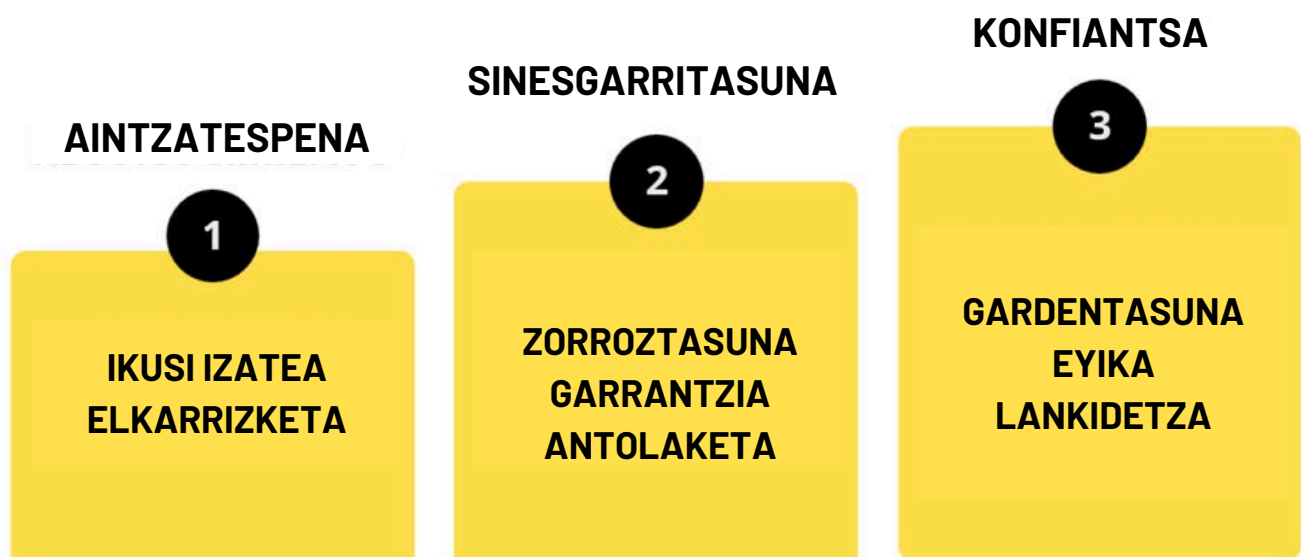 AINTZATESPENA
1
IKUSI IZATEA
ELKARRIZKETA
SINESGARRITASUNA
2
ZORROZTASUNA
GARRANTZIA
ANTOLAKETA
KONFIANTSA
3
GARDENTASUNA
EYIKA
LANKIDETZA